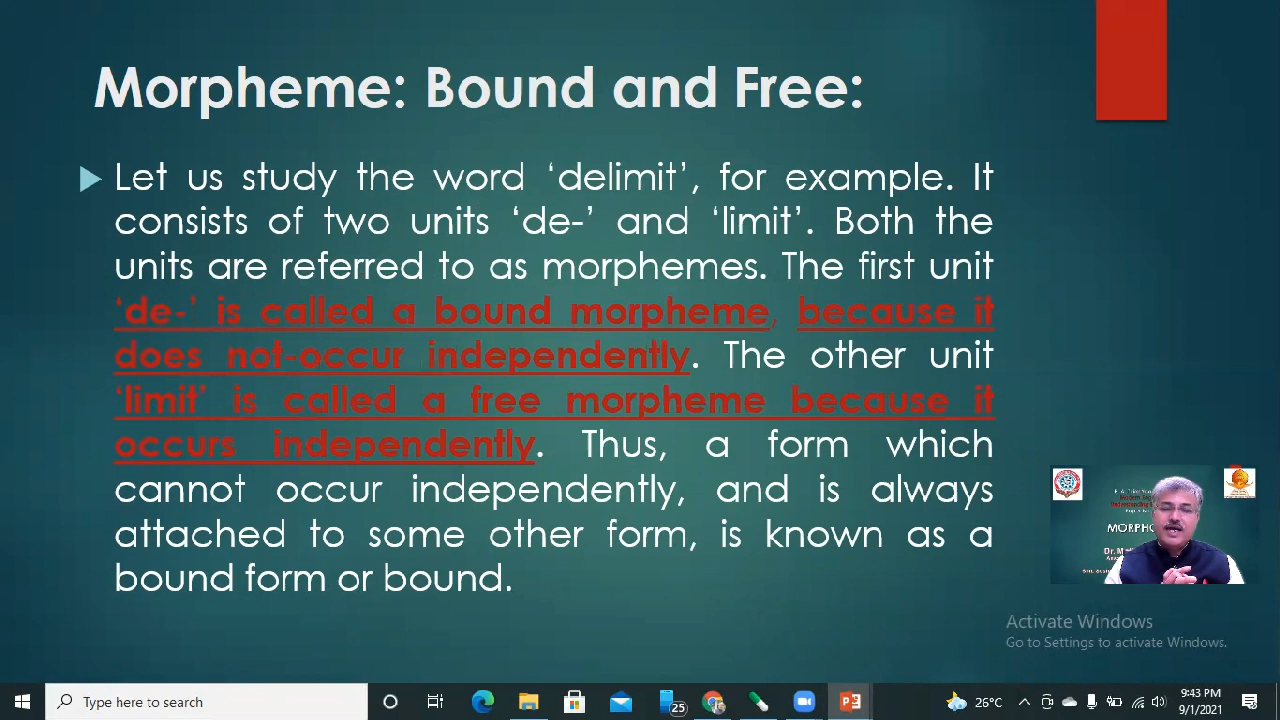 Morpheme: Bound and Free:
Let us study the word ‘delimit’, for example. It
consists of two units ‘de-’ and ‘limit’. Both the
units are referred to as morphemes. The first unit
‘de-’ is called a bound morpheme, because it
does not-occur independently. The other unit
‘limit’ is called a free morpheme because it
occurs independently. Thus, a form which
cannot occur independently, and is always
attached to some other form, is known as a
bound form or bound.
MORPHO
Dr. M
Activate Windows
Go to Settings to activate Windows.
Type here to search
25
26°C
9:43 PM
9/1/2021